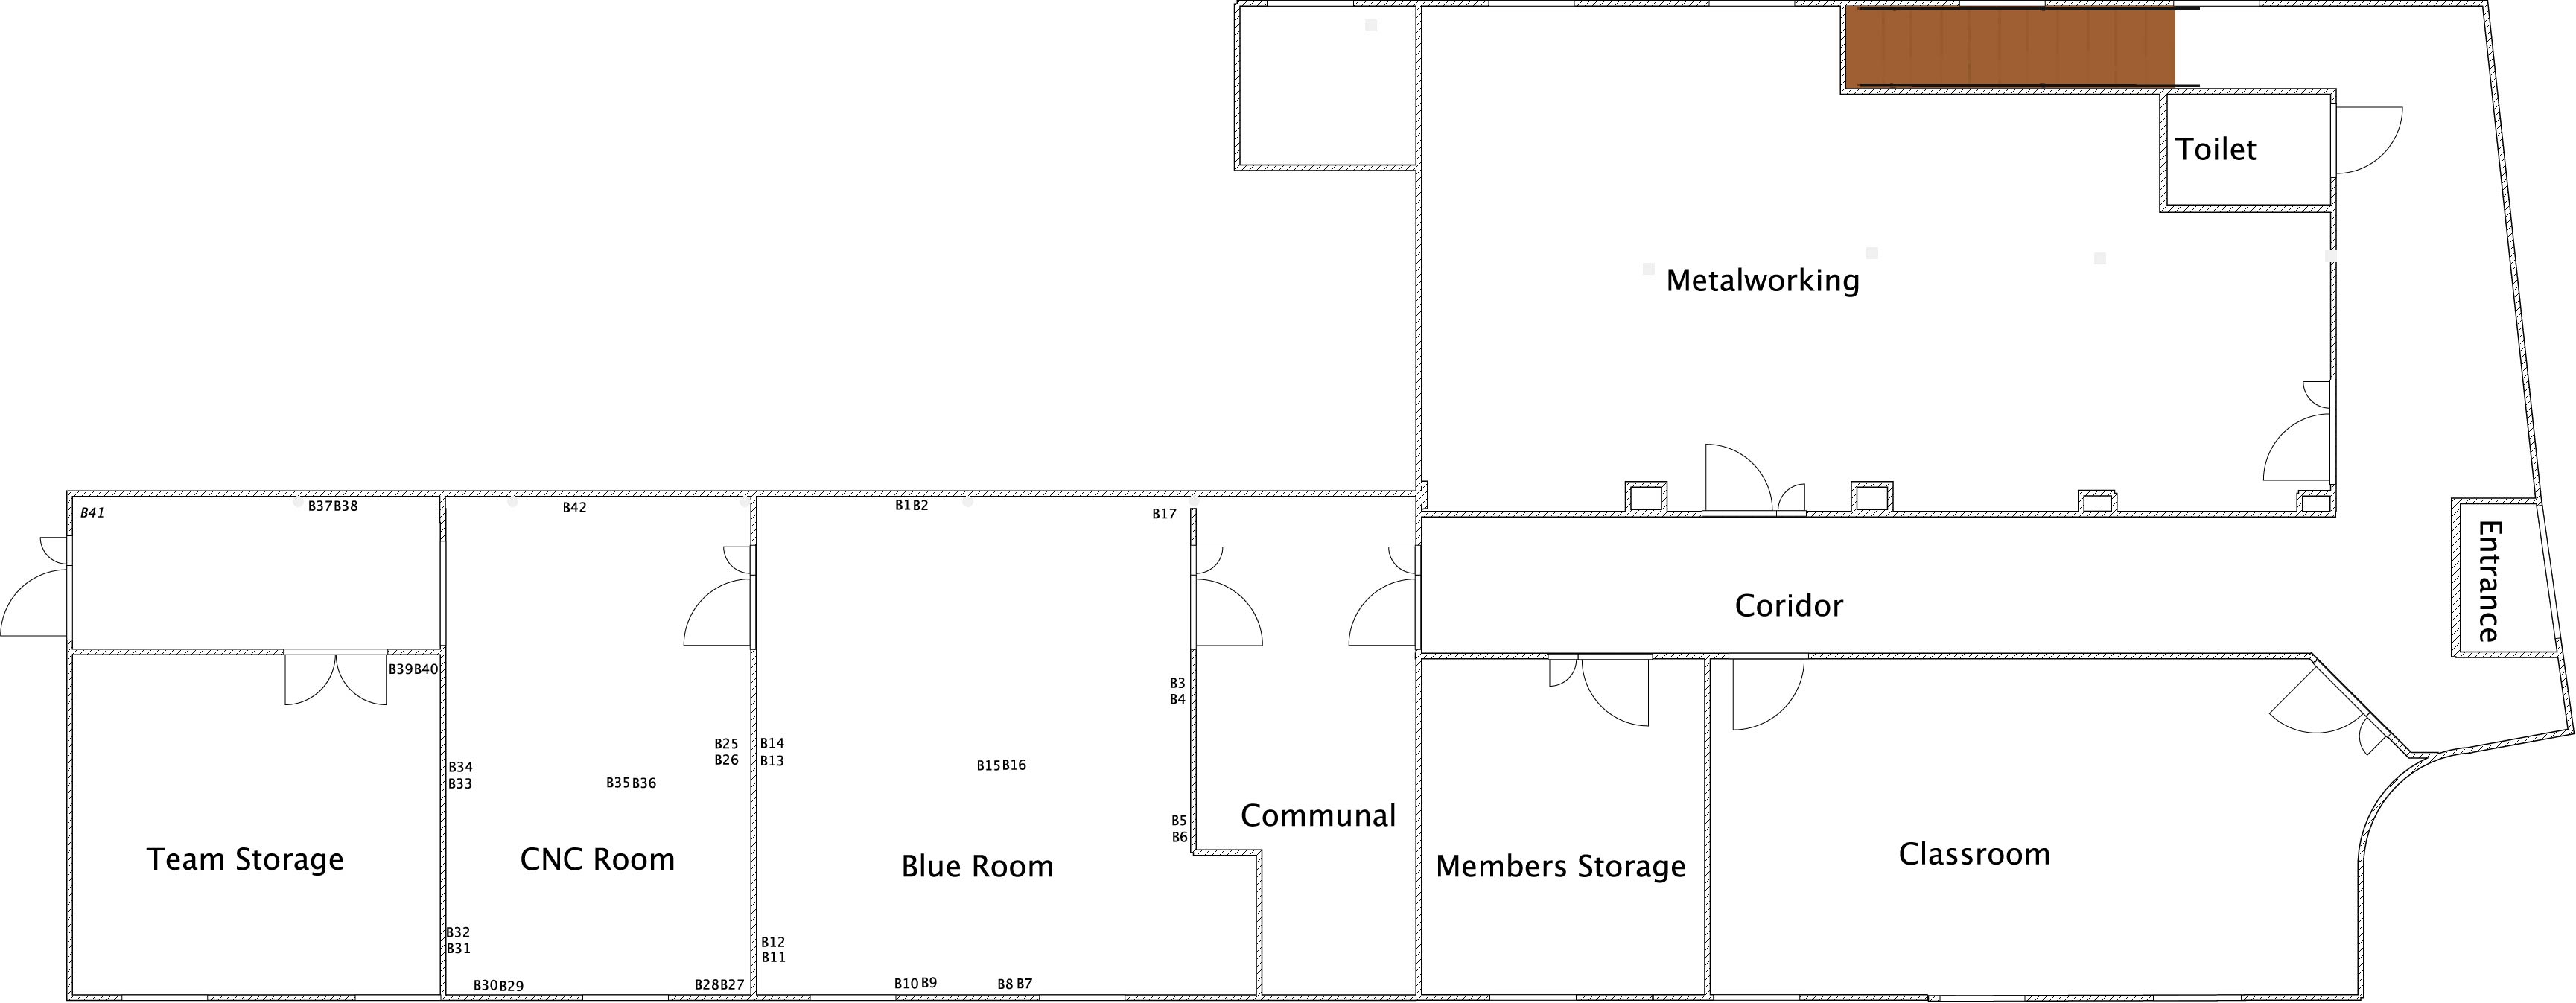 Toilet
Metalworking
B41
B37B38
B42
B1B2
B17
Entrance
Coridor
B39B40
B3
B4
B25
B26
B14
B13
B15B16
B34
B33
B35B36
B5
B6
Communal
Team Storage
CNC Room
Blue Room
Members Storage
Classroom
B32
B31
B12
B11
B30B29
B28B27
B10B9
B8 B7